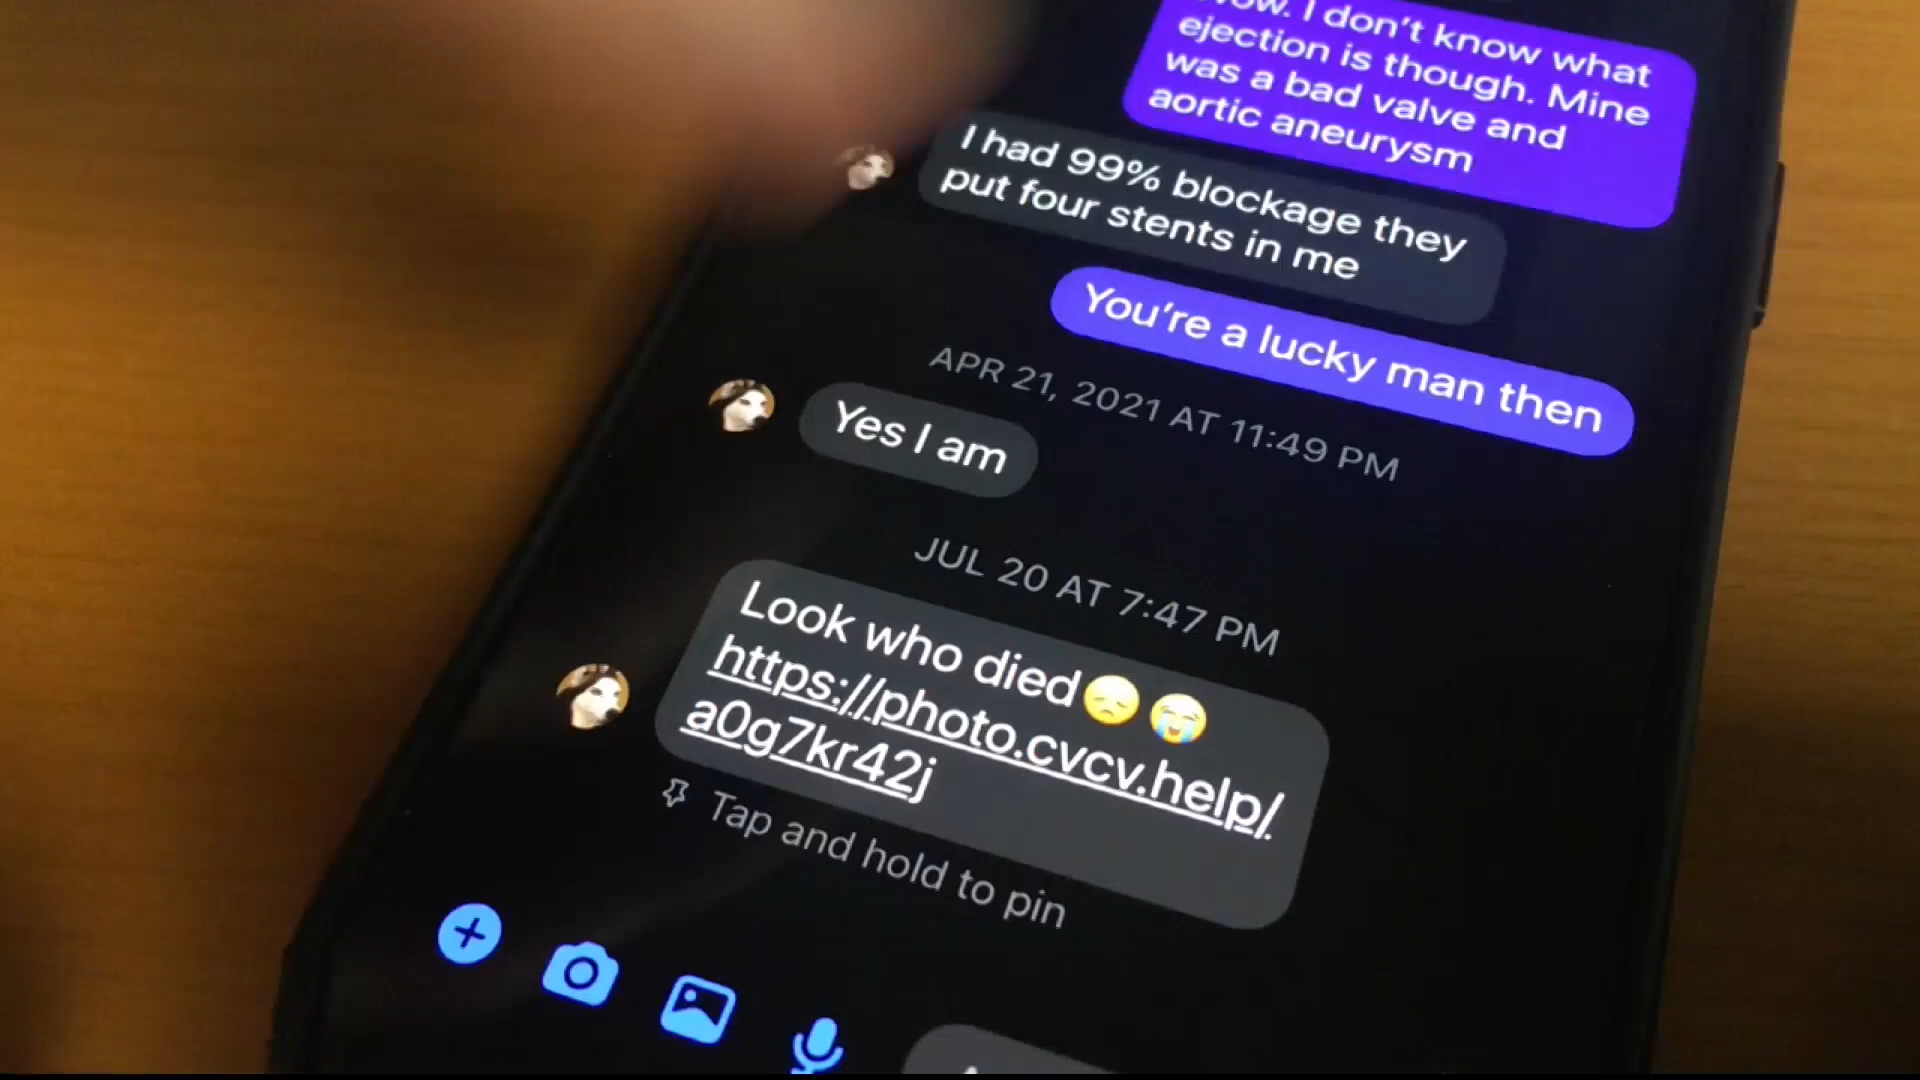 Wow. I don't know what
ejection is though. Mine
was a bad valve and
aortic aneurysm
I had 99% blockage they
put four stents in me
You're a lucky man then
APR 21, 2021 AT 11:49 PM
Yes I am
JUL 20 AT 7:47 PM
Look who died😞😭
https://photo.cvcv.help/
a0g7kr42j
Tap and hold to pin